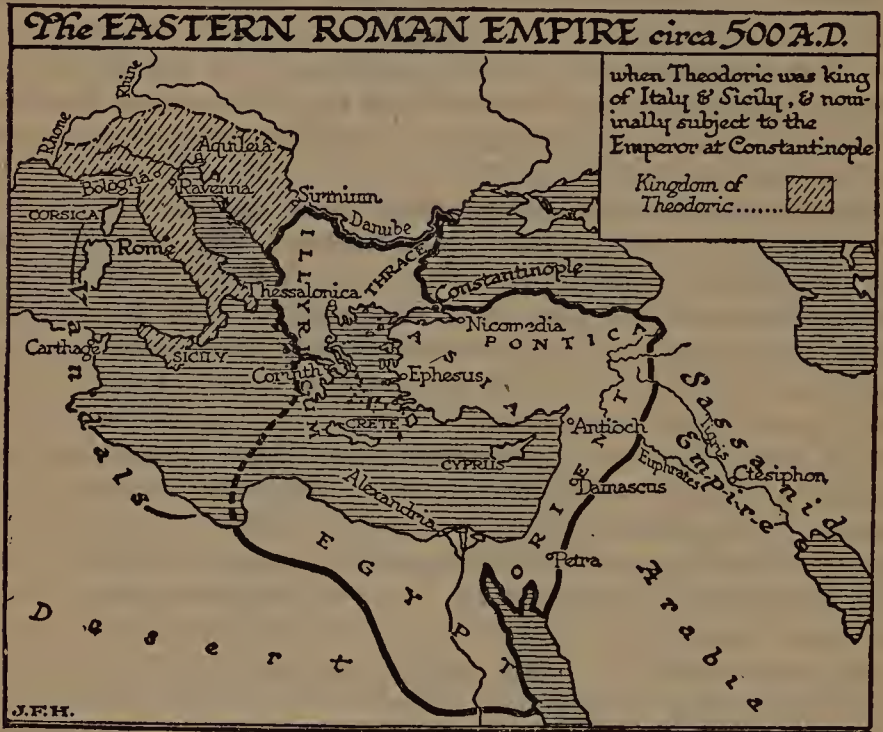 The EASTERN ROMAN EMPIRE circa 500 A.D.
when Theodoric was king
of Italy & Sicily, & nom-
inally subject to the
Emperor at Constantinople
Kingdom of
Theodoric.......
Rhine
Rhone
Aquileia
Bologna
Ravenna
Sirmium
Danube
CORSICA
Rome
ILLYRICUM
THRACE
Constantinople
Thessalonica
Nicomedia
PONTICA
Carthage
SICILY
Corinth
ASIA
Ephesus
Vandals
CRETE
Antioch
CYPRUS
Sassanid
Empire
Tigris
Euphrates
Ctesiphon
Alexandria
Damascus
ORIENT
EGYPT
Petra
Arabia
Desert
J.F.H.